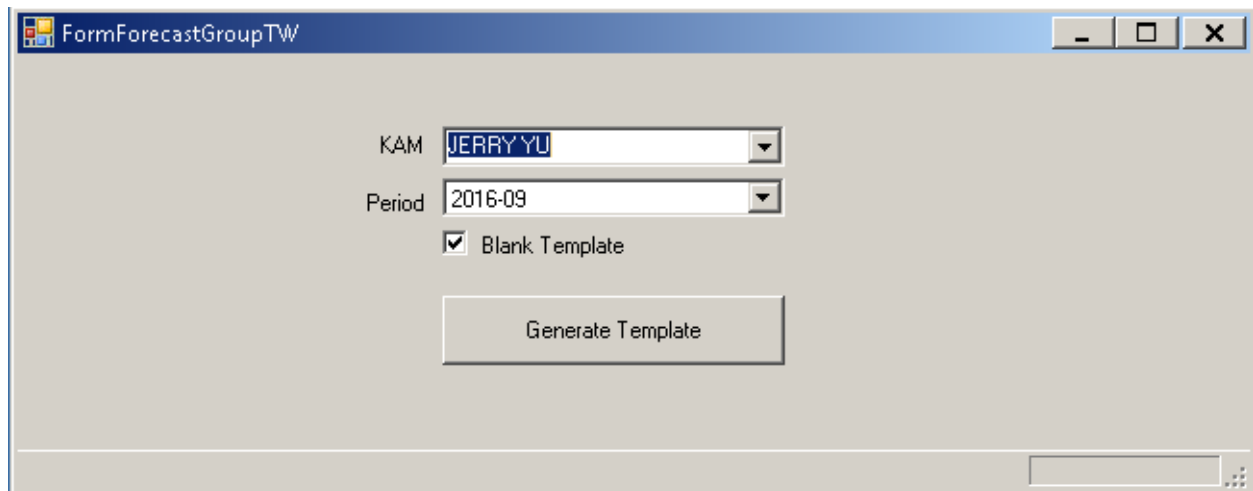 FormForecastGroupTW
KAM JERRY YU
Period 2016-09
Blank Template
Generate Template